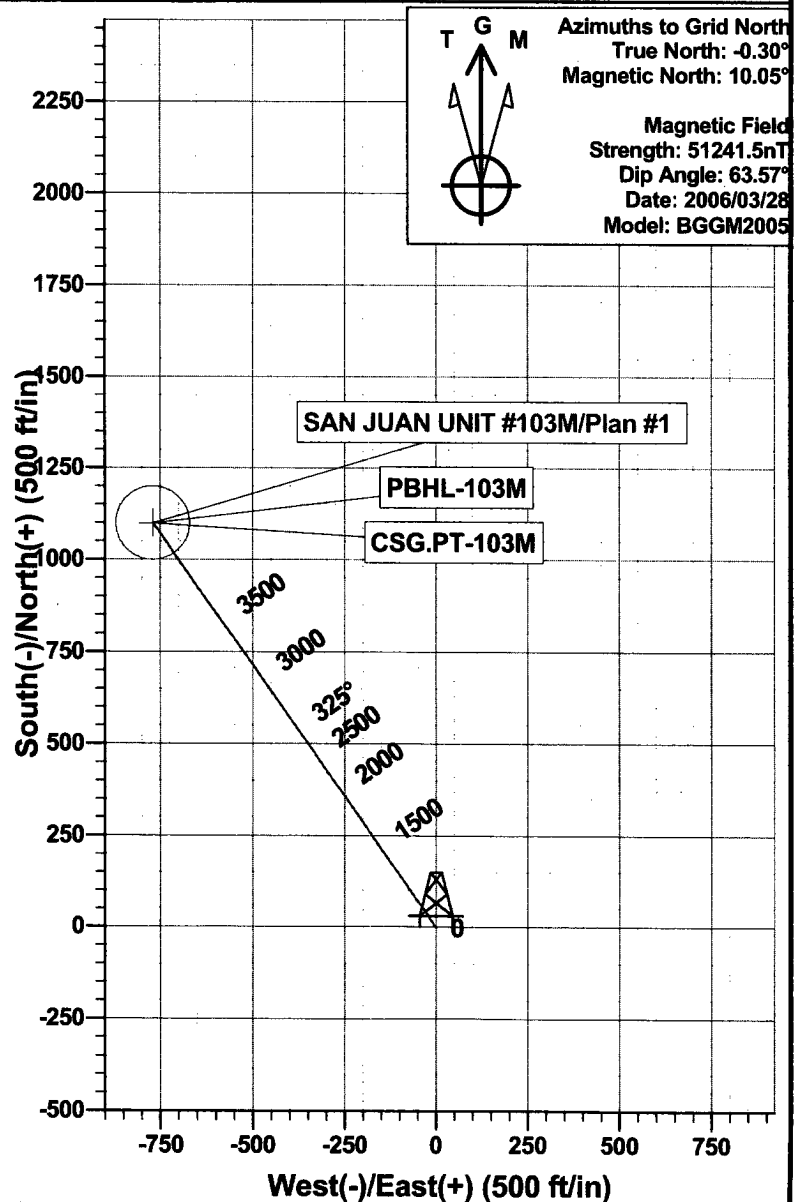 T G M
Azimuths to Grid North
True North: -0.30°
Magnetic North: 10.05°
Magnetic Field
Strength: 51241.5nT
Dip Angle: 63.57°
Date: 2006/03/28
Model: BGGM2005
South(-)/North(+) (500 ft/in)
2250
2000
1750
1500
1250
1000
750
500
250
0
-250
-500
SAN JUAN UNIT #103M/Plan #1
PBHL-103M
CSG.PT-103M
3500
3000
325°
2500
2000
1500
0
-750 -500 -250 0 250 500 750
West(-)/East(+) (500 ft/in)